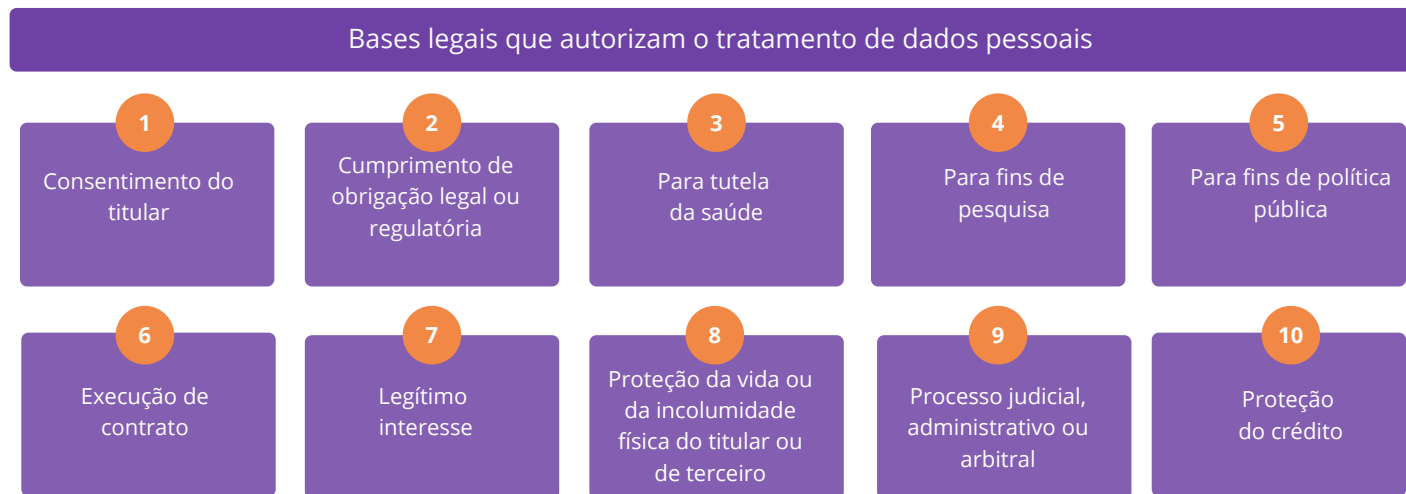 Bases legais que autorizam o tratamento de dados pessoais
1
Consentimento do
titular
2
Cumprimento de
obrigação legal ou
regulatória
3
Para tutela
da saúde
4
Para fins de
pesquisa
5
Para fins de política
pública
6
Execução de
contrato
7
Legítimo
interesse
8
Proteção da vida ou
da incolumidade
física do titular ou
de terceiro
9
Processo judicial,
administrativo ou
arbitral
10
Proteção
do crédito